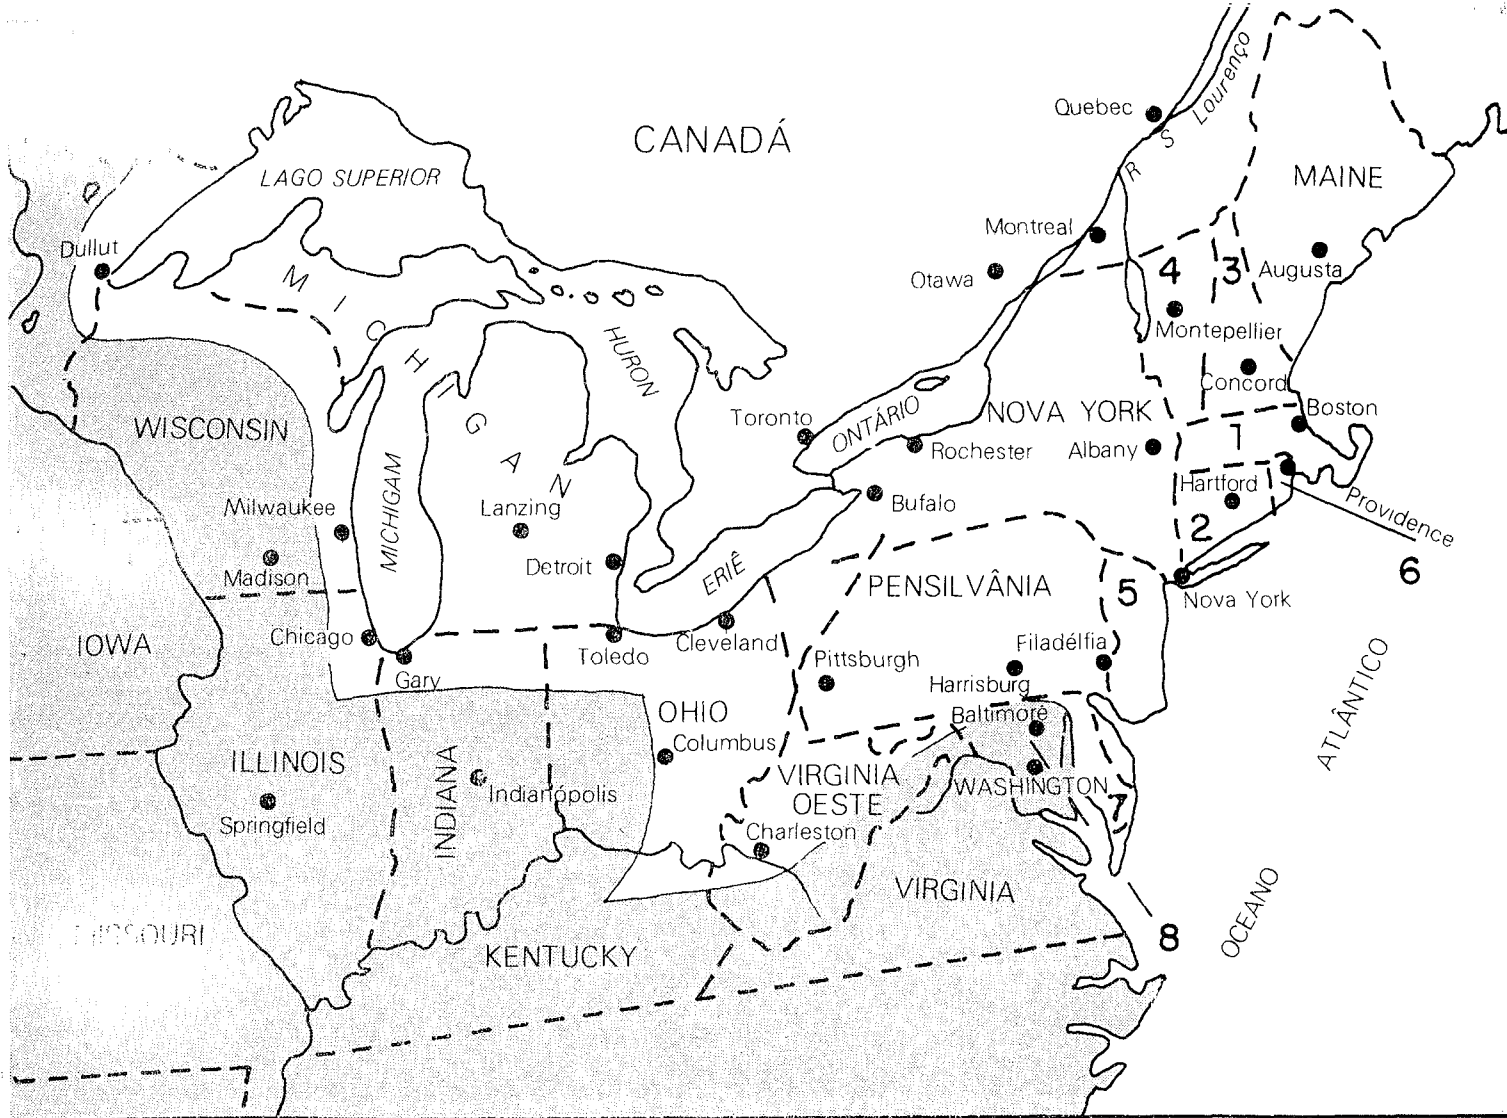 Quebec
R S Lourenço
CANADÁ
MAINE
LAGO SUPERIOR
Montreal
Dullut
Otawa
4
3
Augusta
MICHIGAN
HURON
Montepellier
Concord
WISCONSIN
Toronto
ONTÁRIO
NOVA YORK
Boston
Rochester
Albany
1
Milwaukee
MICHIGAM
Lanzing
Bufalo
Hartford
Providence
2
Madison
Detroit
ERIÊ
PENSILVÂNIA
5
6
Nova York
IOWA
Chicago
Toledo
Cleveland
Filadélfia
Gary
Pittsburgh
Harrisburg
OHIO
Baltimore
ATLÂNTICO
Columbus
ILLINOIS
INDIANA
Indianópolis
VIRGINIA
OESTE
WASHINGTON
7
Springfield
Charleston
VIRGINIA
OCEANO
MISSOURI
KENTUCKY
8